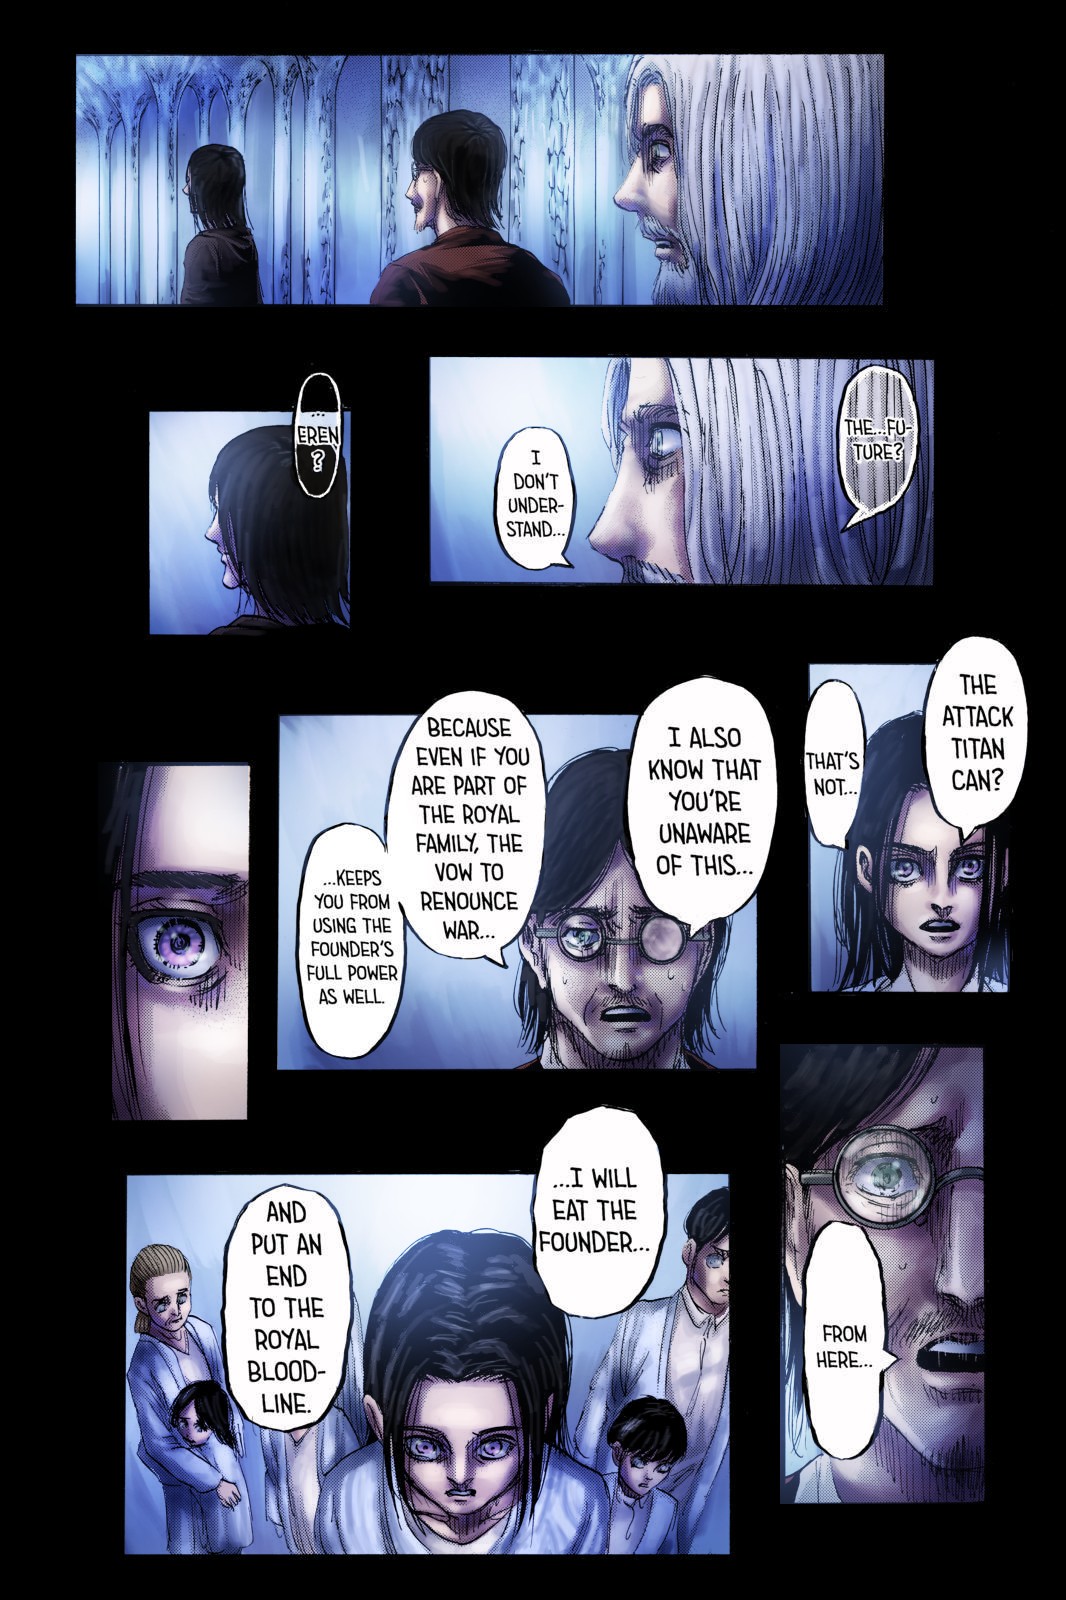 THE...FU-
TURE?
I
DON'T
UNDER-
STAND...
...
EREN
?
THE
ATTACK
TITAN
CAN?
THAT'S
NOT...
I ALSO
KNOW THAT
YOU'RE
UNAWARE
OF THIS...
BECAUSE
EVEN IF YOU
ARE PART OF
THE ROYAL
FAMILY, THE
VOW TO
RENOUNCE
WAR...
...KEEPS
YOU FROM
USING THE
FOUNDER'S
FULL POWER
AS WELL.
FROM
HERE...
...I WILL
EAT THE
FOUNDER...
AND
PUT AN
END
TO THE
ROYAL
BLOOD-
LINE.